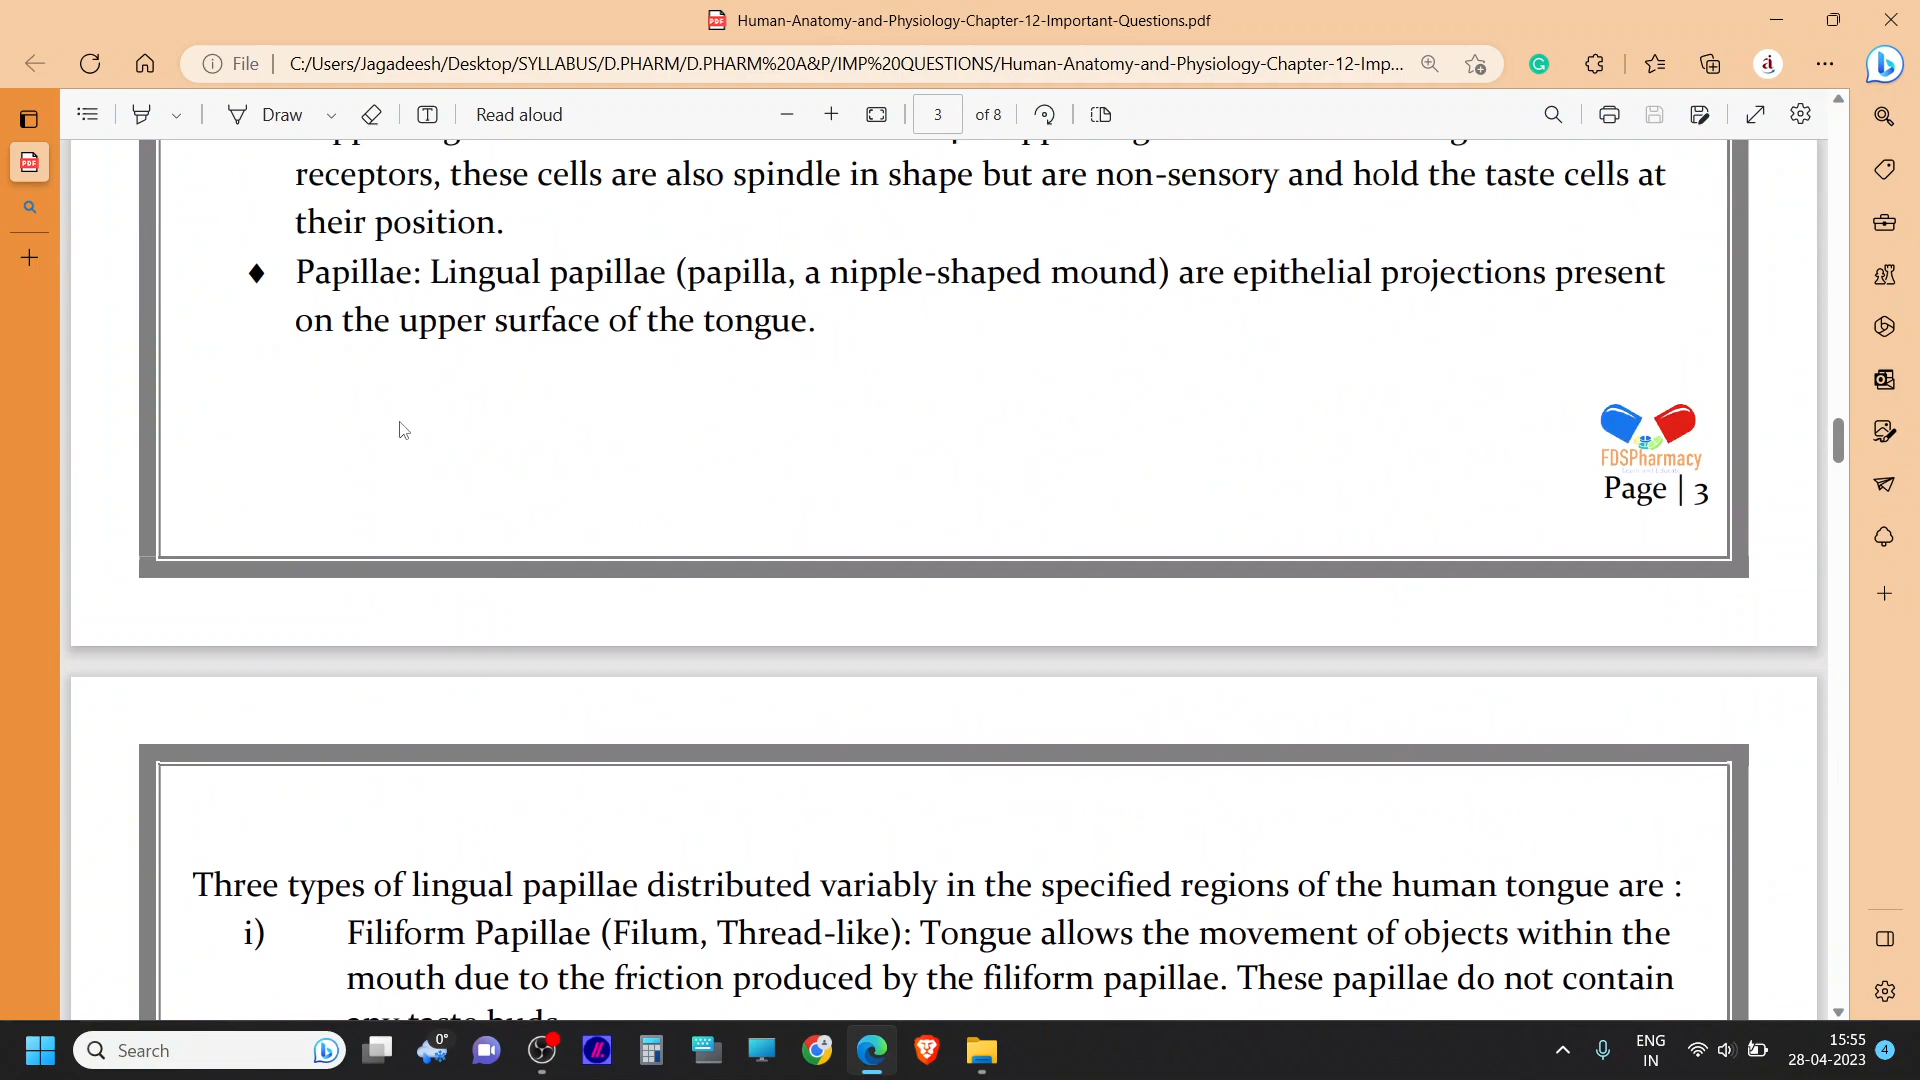 Human-Anatomy-and-Physiology-Chapter-12-Important-Questions.pdf
File
C:/Users/Jagadeesh/Desktop/SYLLABUS/D.PHARM/D.PHARM%20A&P/IMP%20QUESTIONS/Human-Anatomy-and-Physiology-Chapter-12-Imp...
Draw
Read aloud
3 of 8
receptors, these cells are also spindle in shape but are non-sensory and hold the taste cells at
their position.
♦ Papillae: Lingual papillae (papilla, a nipple-shaped mound) are epithelial projections present
on the upper surface of the tongue.
FDSPharmacy
Page | 3
Three types of lingual papillae distributed variably in the specified regions of the human tongue are :
i) Filiform Papillae (Filum, Thread-like): Tongue allows the movement of objects within the
mouth due to the friction produced by the filiform papillae. These papillae do not contain
any taste buds
Search
0°
ENG
IN
15:55
28-04-2023
4